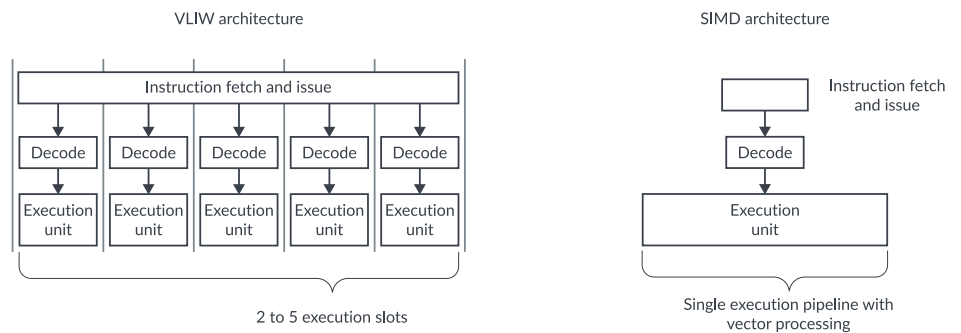 VLIW architecture
SIMD architecture
Instruction fetch and issue
Instruction fetch
and issue
Decode
Decode
Decode
Decode
Decode
Decode
Execution
unit
Execution
unit
Execution
unit
Execution
unit
Execution
unit
Execution
unit
2 to 5 execution slots
Single execution pipeline with
vector processing